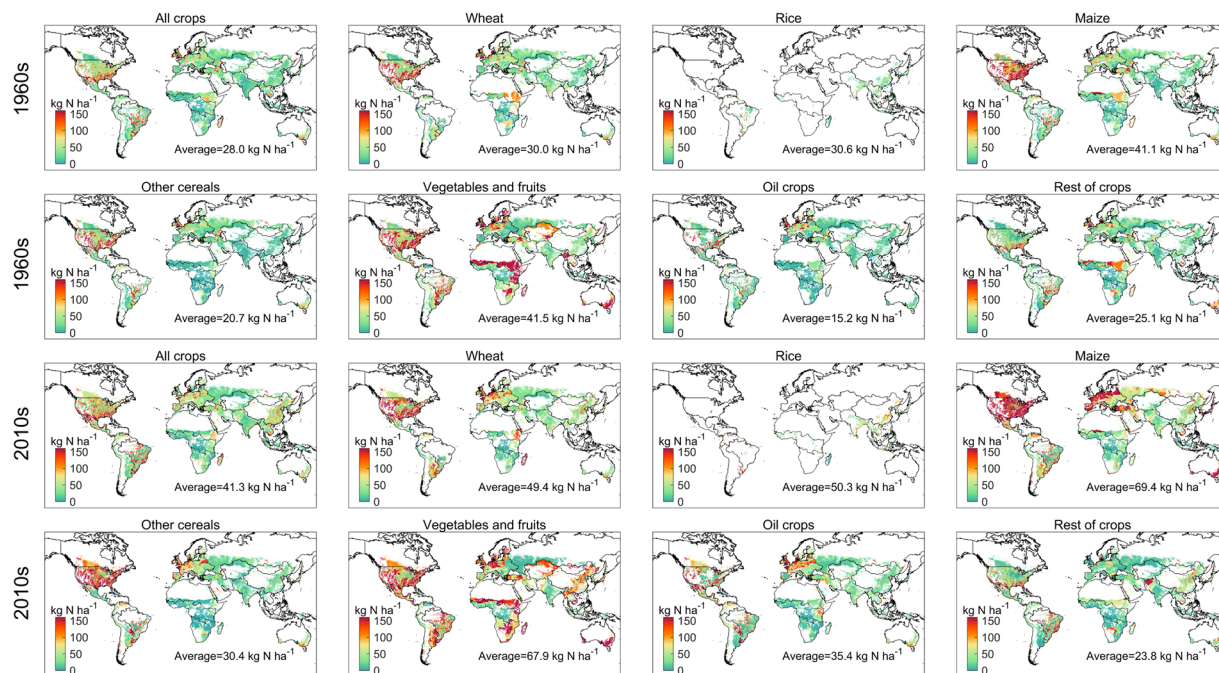 All crops Wheat Rice Maize
1960s
kg N ha-1 kg N ha-1 kg N ha-1 kg N ha-1
150 150 150 150
100 100 100 100
50 50 50 50
0 0 0 0
Average=28.0 kg N ha-1 Average=30.0 kg N ha-1 Average=30.6 kg N ha-1 Average=41.1 kg N ha-1
Other cereals Vegetables and fruits Oil crops Rest of crops
1960s
kg N ha-1 kg N ha-1 kg N ha-1 kg N ha-1
150 150 150 150
100 100 100 100
50 50 50 50
0 0 0 0
Average=20.7 kg N ha-1 Average=41.5 kg N ha-1 Average=15.2 kg N ha-1 Average=25.1 kg N ha-1
All crops Wheat Rice Maize
2010s
kg N ha-1 kg N ha-1 kg N ha-1 kg N ha-1
150 150 150 150
100 100 100 100
50 50 50 50
0 0 0 0
Average=41.3 kg N ha-1 Average=49.4 kg N ha-1 Average=50.3 kg N ha-1 Average=69.4 kg N ha-1
Other cereals Vegetables and fruits Oil crops Rest of crops
2010s
kg N ha-1 kg N ha-1 kg N ha-1 kg N ha-1
150 150 150 150
100 100 100 100
50 50 50 50
0 0 0 0
Average=30.4 kg N ha-1 Average=67.9 kg N ha-1 Average=35.4 kg N ha-1 Average=23.8 kg N ha-1